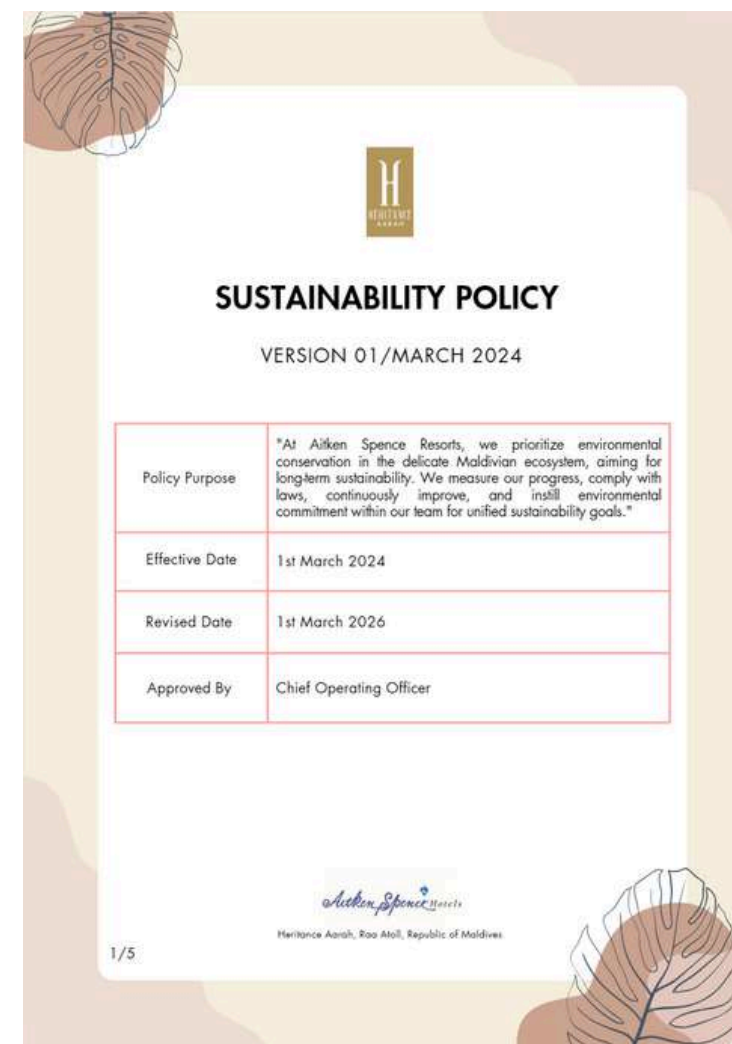 H
HERITANCE
AARAH
SUSTAINABILITY POLICY
VERSION 01/MARCH 2024
Policy Purpose
"At Aitken Spence Resorts, we prioritize environmental
conservation in the delicate Maldivian ecosystem, aiming for
long-term sustainability. We measure our progress, comply with
laws, continuously improve, and instill environmental
commitment within our team for unified sustainability goals."
Effective Date
1st March 2024
Revised Date
1st March 2026
Approved By
Chief Operating Officer
Aitken Spence Hotels
Heritance Aarah, Raa Atoll, Republic of Maldives
1/5